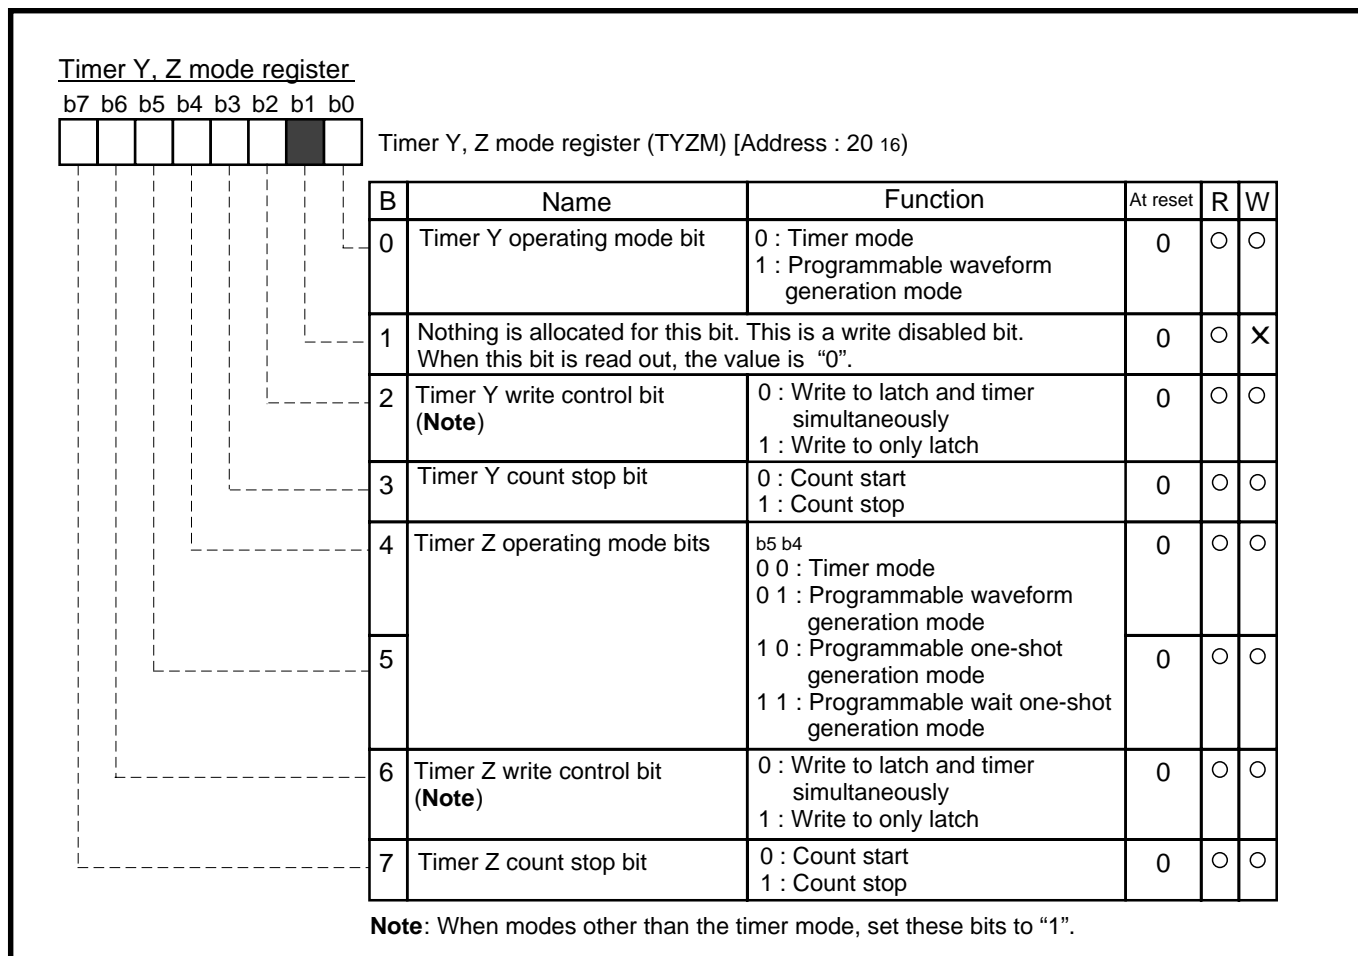 Timer Y, Z mode register
b7 b6 b5 b4 b3 b2 b1 b0
Timer Y, Z mode register (TYZM) [Address : 20 16)
B Name Function At reset R W
0 Timer Y operating mode bit 0 : Timer mode 0 ○ ○
1 : Programmable waveform
generation mode
1 Nothing is allocated for this bit. This is a write disabled bit. 0 ○ ×
When this bit is read out, the value is “0”.
2 Timer Y write control bit 0 : Write to latch and timer 0 ○ ○
(Note) simultaneously
1 : Write to only latch
3 Timer Y count stop bit 0 : Count start 0 ○ ○
1 : Count stop
4 Timer Z operating mode bits b5 b4 0 ○ ○
0 0 : Timer mode
0 1 : Programmable waveform
generation mode
5 1 0 : Programmable one-shot 0 ○ ○
generation mode
1 1 : Programmable wait one-shot
generation mode
6 Timer Z write control bit 0 : Write to latch and timer 0 ○ ○
(Note) simultaneously
1 : Write to only latch
7 Timer Z count stop bit 0 : Count start 0 ○ ○
1 : Count stop
Note: When modes other than the timer mode, set these bits to “1”.